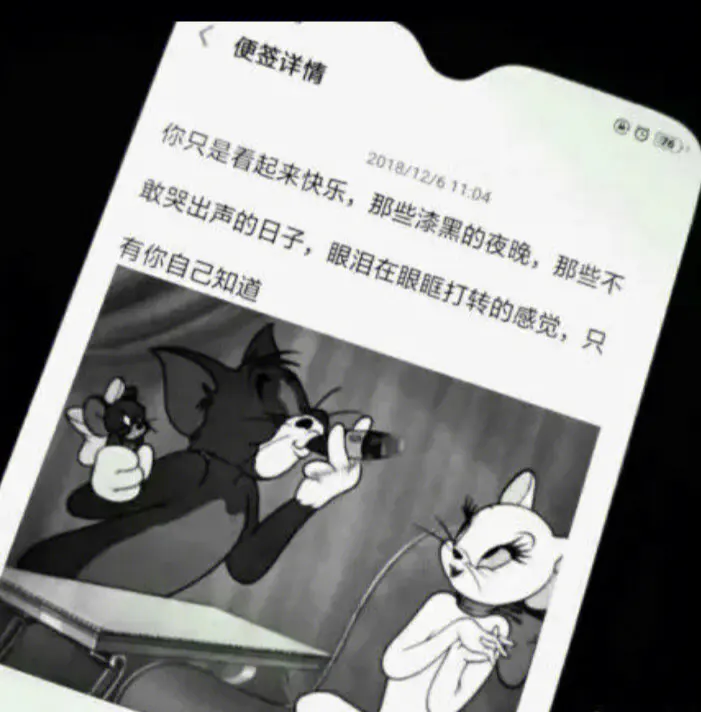 便签详情
76
2018/12/6 11:04
你只是看起来快乐，那些漆黑的夜晚，那些不
敢哭出声的日子，眼泪在眼眶打转的感觉，只
有你自己知道